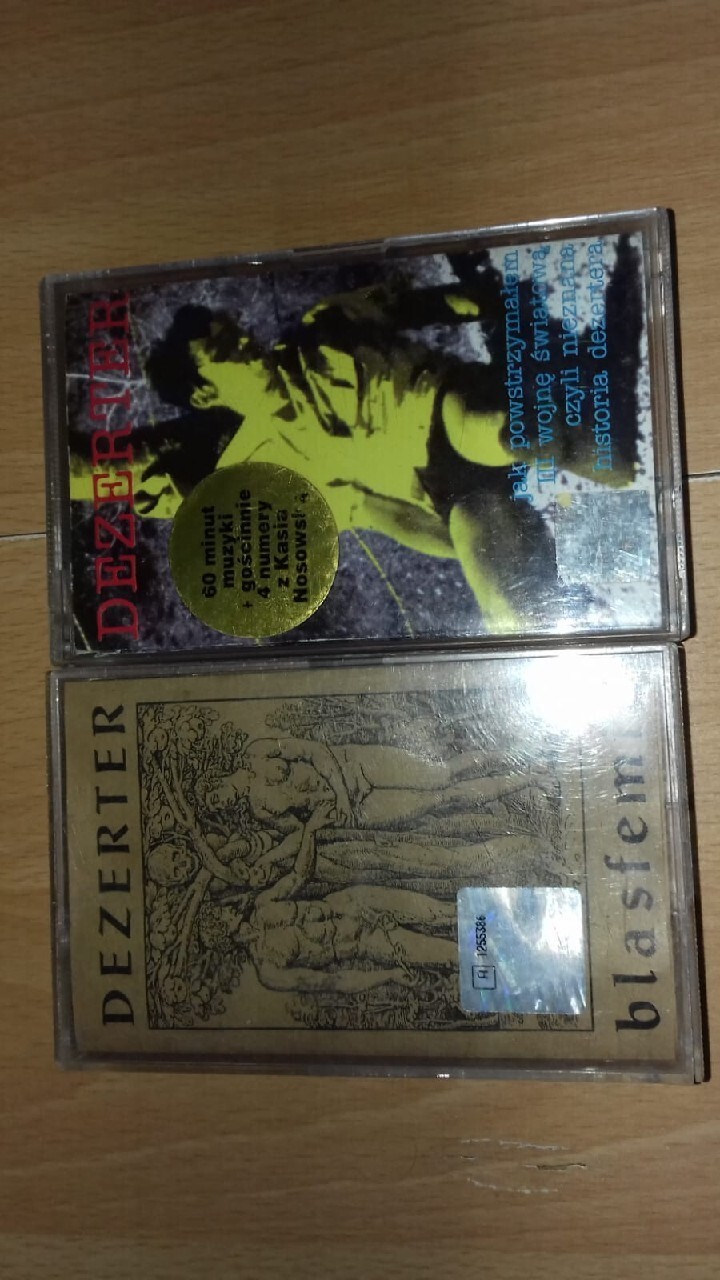 DEZERTER
60 minut
muzyki
+ gościnnie
4 numery
z Kasią
Nosowską
jak powstrzymałem
III wojnę światową
czyli nieznana
historia dezertera
DEZERTER
A 1255386